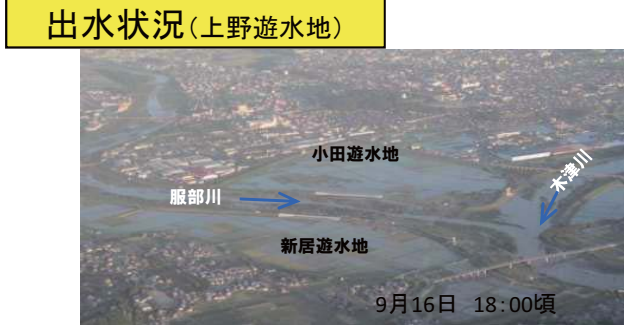 出水状況(上野遊水地)
小田遊水地
木津川
服部川
新居遊水地
9月16日 18:00頃